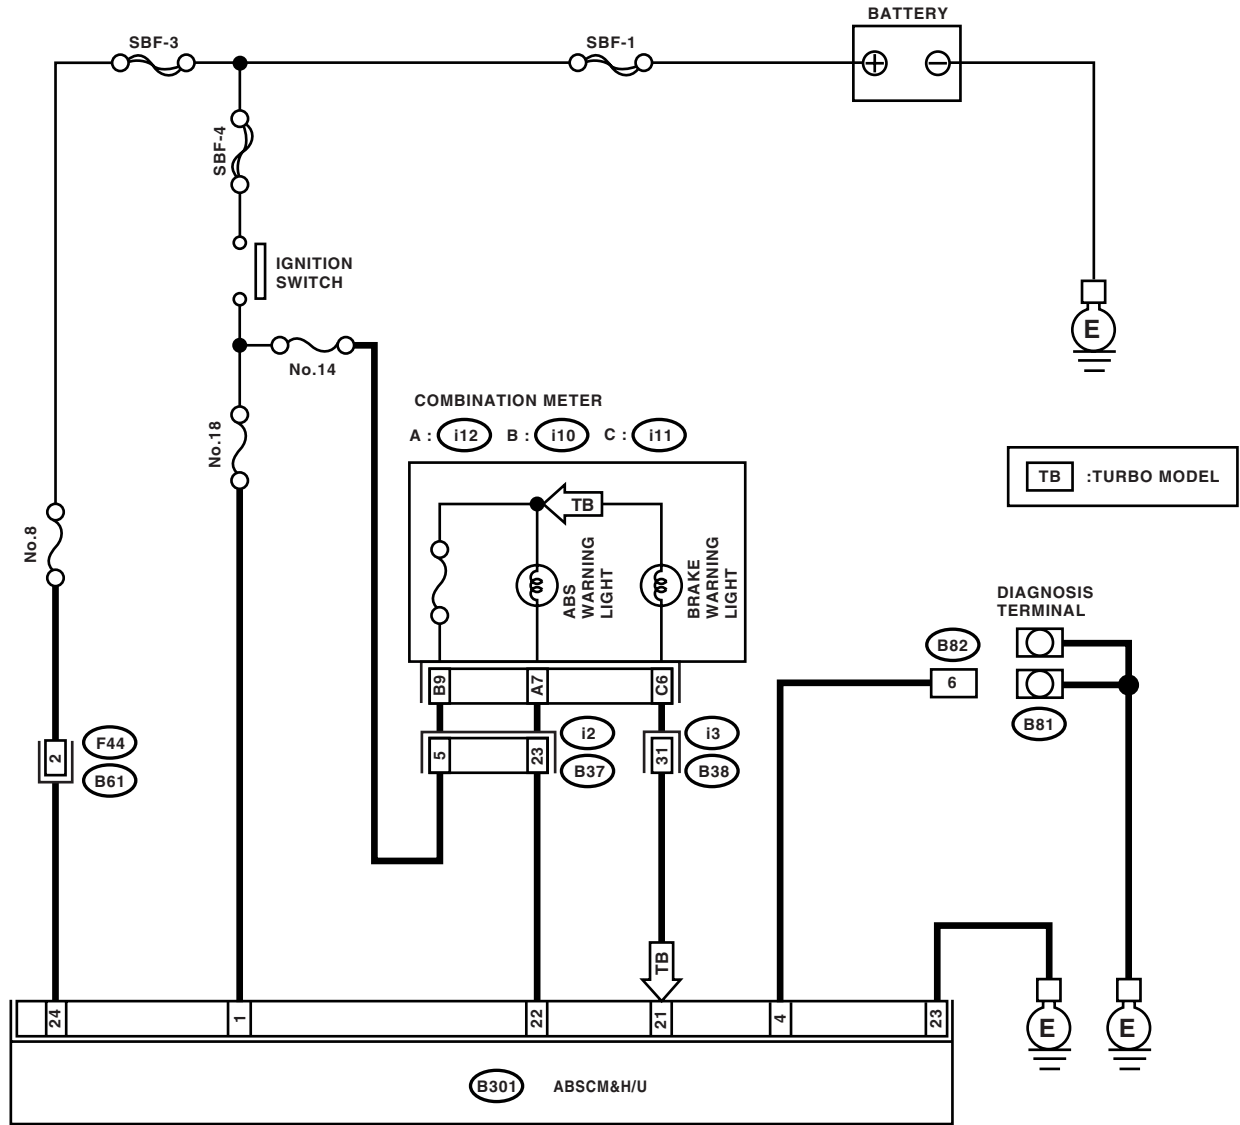 BATTERY
SBF-3
SBF-1
SBF-4
IGNITION
SWITCH
No.14
No.18
No.8
COMBINATION METER
A : i12 B : i10 C : i11
TB
ABS
WARNING
LIGHT
BRAKE
WARNING
LIGHT
E
TB :TURBO MODEL
DIAGNOSIS
TERMINAL
B82
6
B81
B9
A7
C6
i2
i3
5
23
31
B37
B38
F44
2
B61
TB
24
1
22
21
4
23
E
E
B301 ABSCM&H/U